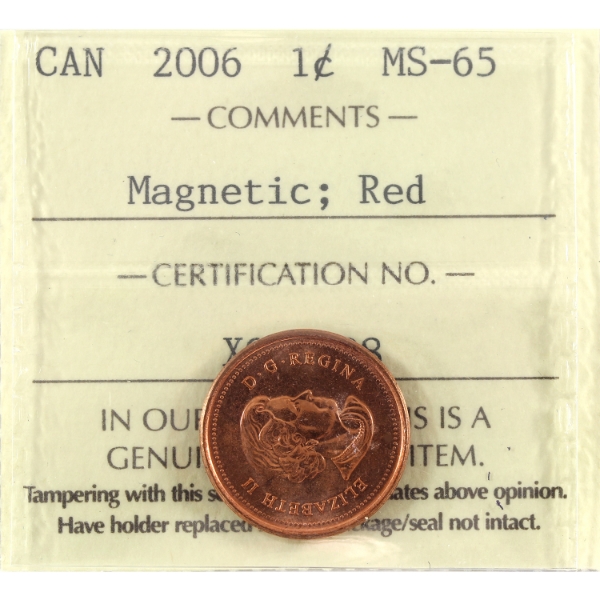 CAN 2006 1¢ MS-65
— COMMENTS —
Magnetic; Red
— CERTIFICATION NO. —
D·G·REGINA
ELIZABETH II
IN IS A
ITEM.
Tampering with this above opinion.
Have holder replaced not intact.